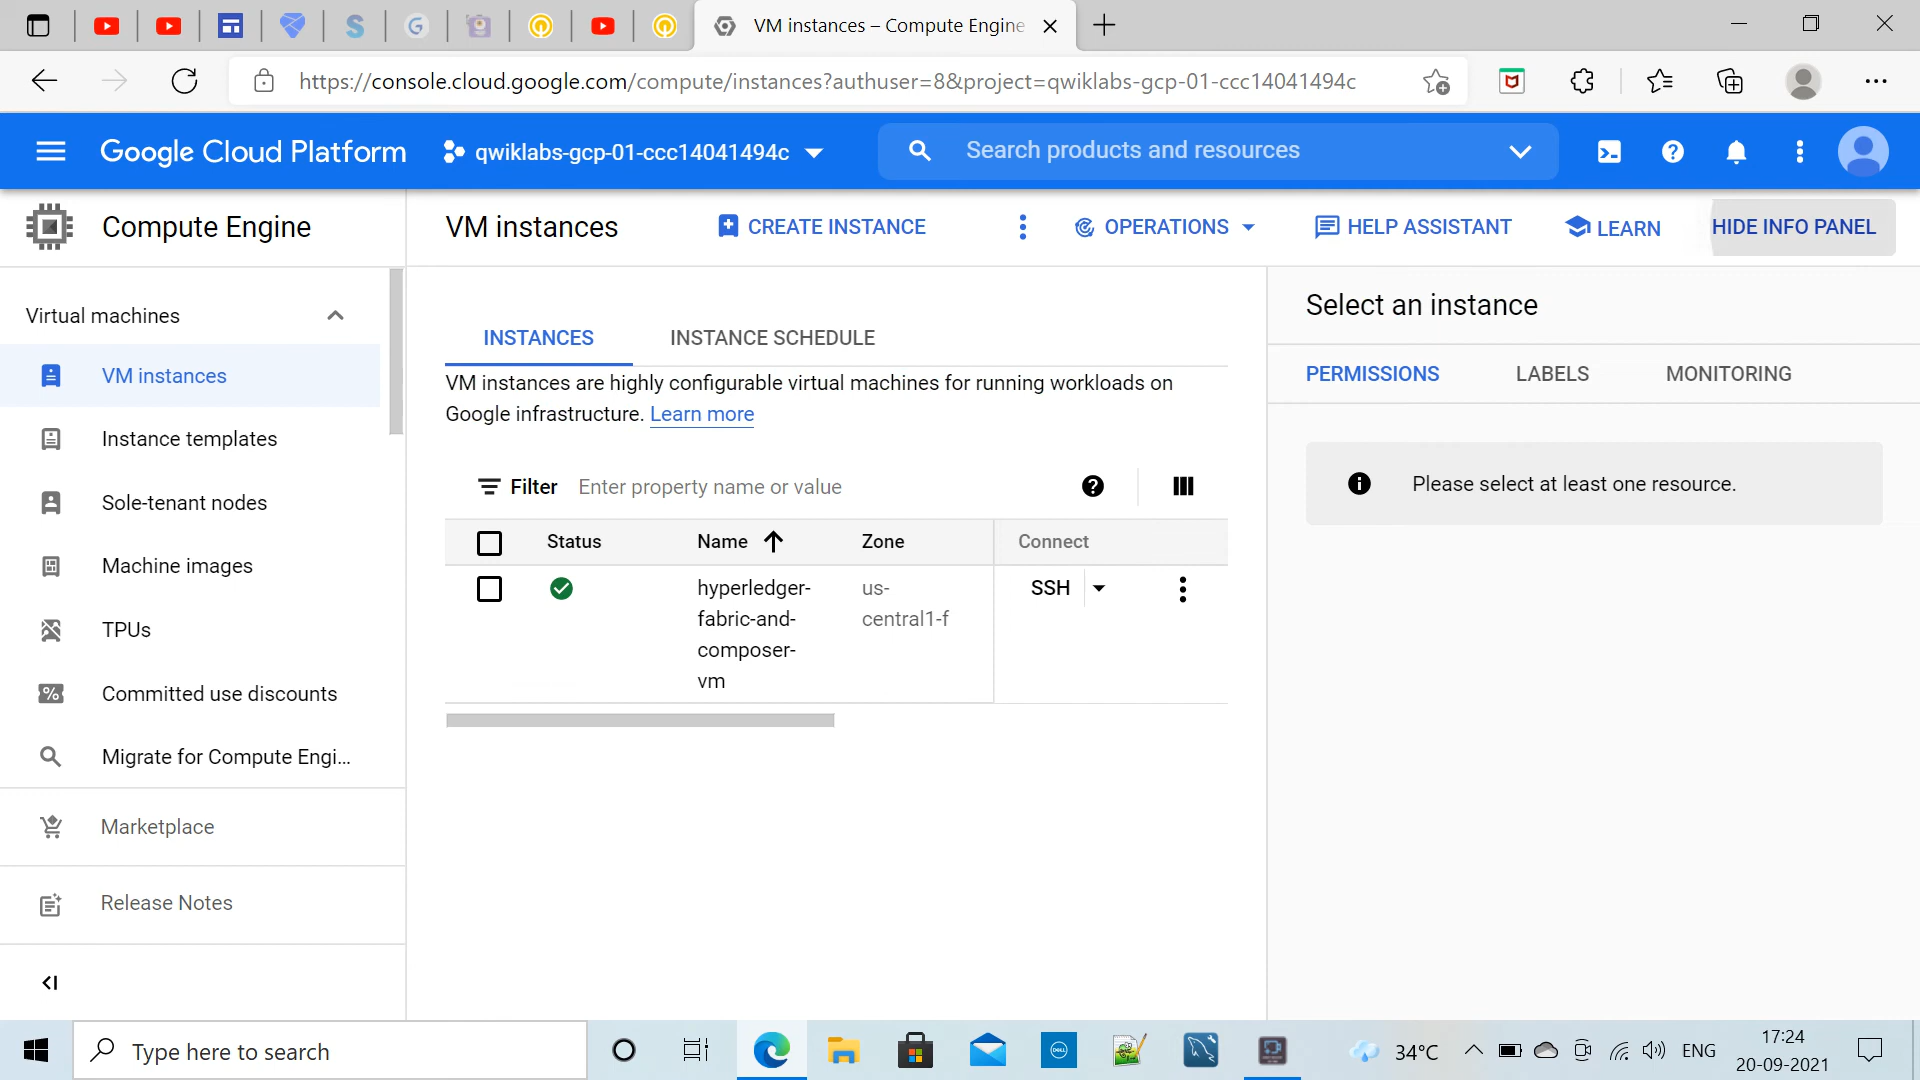 VM instances – Compute Engine
https://console.cloud.google.com/compute/instances?authuser=8&project=qwiklabs-gcp-01-ccc14041494c
Google Cloud Platform
qwiklabs-gcp-01-ccc14041494c
Search products and resources
Compute Engine
VM instances
CREATE INSTANCE
OPERATIONS
HELP ASSISTANT
LEARN
HIDE INFO PANEL
Virtual machines
VM instances
Instance templates
Sole-tenant nodes
Machine images
TPUs
Committed use discounts
Migrate for Compute Engi...
Marketplace
Release Notes
INSTANCES
INSTANCE SCHEDULE
VM instances are highly configurable virtual machines for running workloads on
Google infrastructure. Learn more
Filter Enter property name or value
Status Name Zone Connect
hyperledger-
fabric-and-
composer-
vm
us-
central1-f
SSH
Select an instance
PERMISSIONS LABELS MONITORING
Please select at least one resource.
Type here to search
DELL
34°C
ENG
17:24
20-09-2021